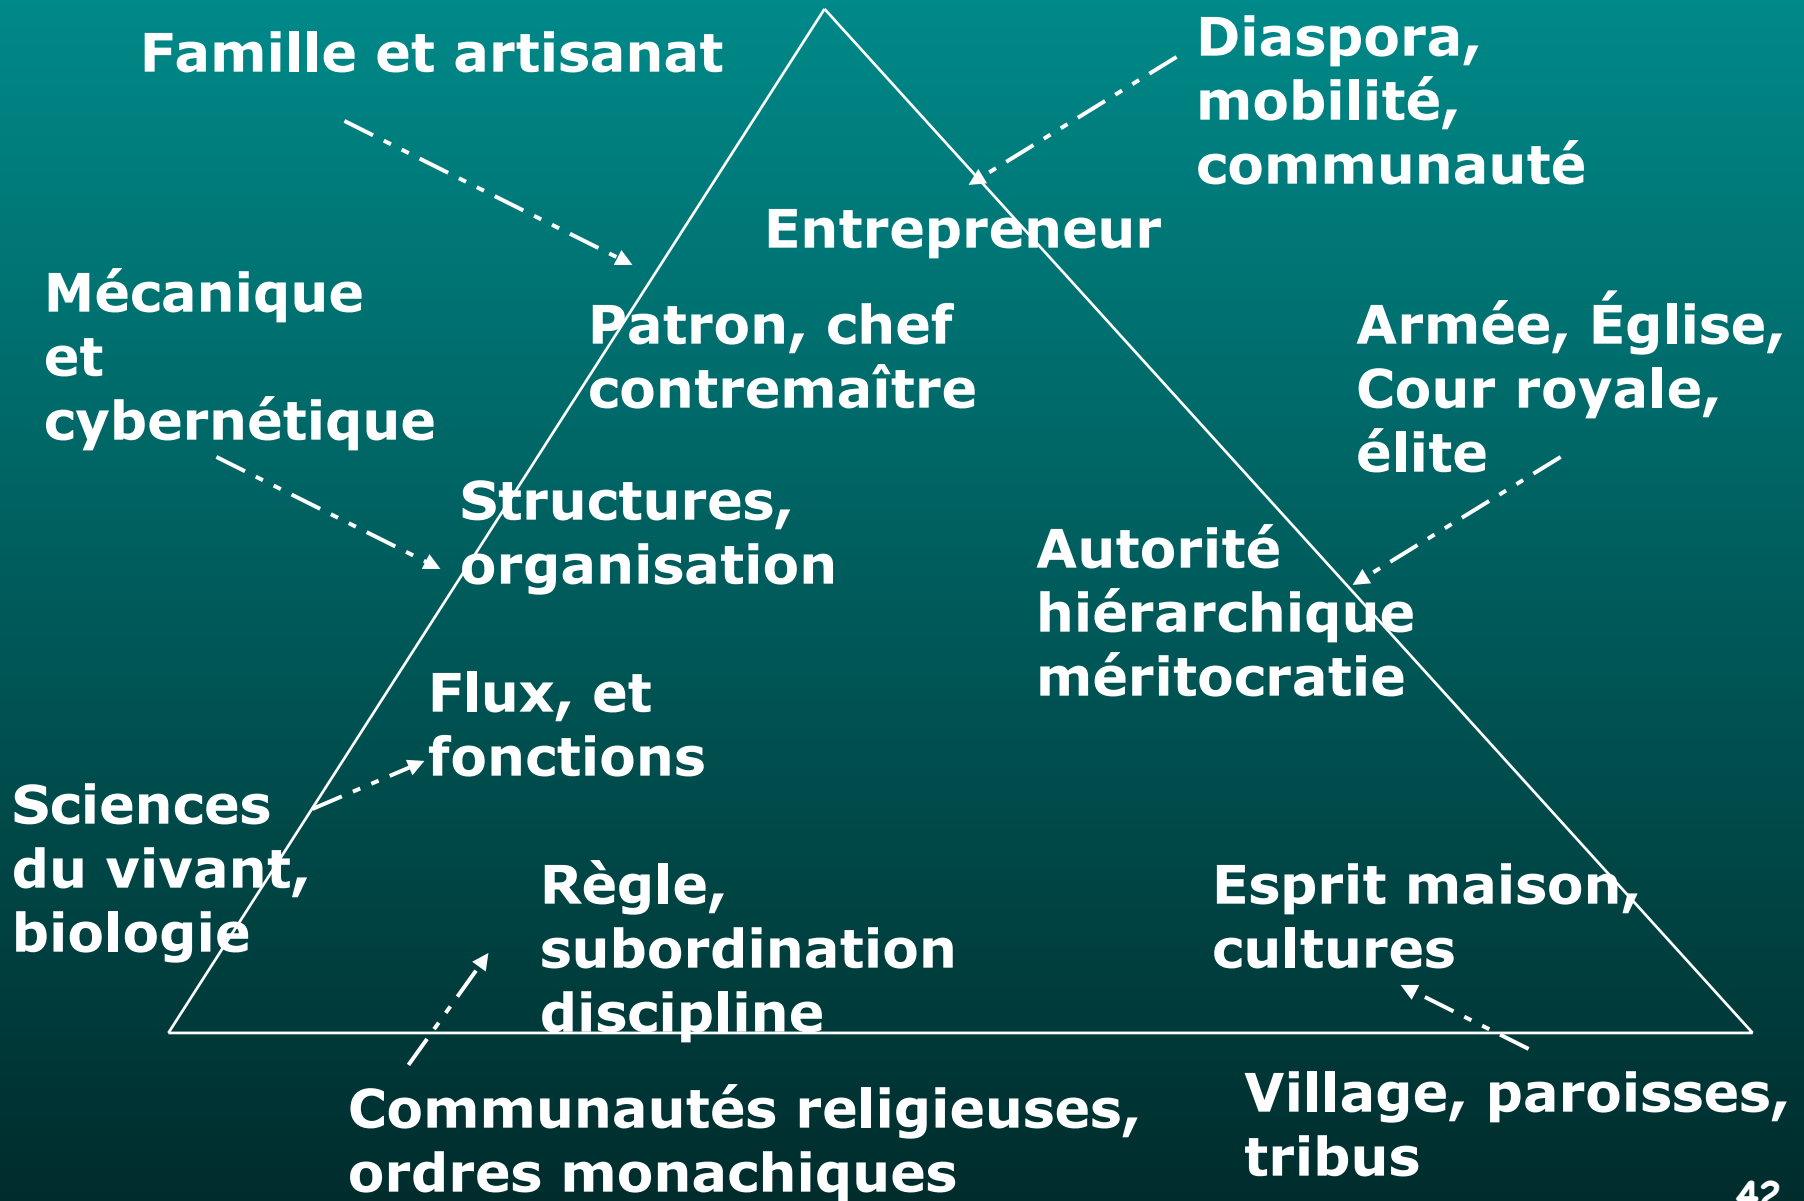 Famille et artisanat
Diaspora,
mobilité,
communauté
Entrepreneur
Mécanique
et
cybernétique
Patron, chef
contremaître
Armée, Église,
Cour royale,
élite
Structures,
organisation
Autorité
hiérarchique
méritocratie
Flux, et
fonctions
Sciences
du vivant,
biologie
Règle,
subordination
discipline
Esprit maison,
cultures
Communautés religieuses,
ordres monachiques
Village, paroisses,
tribus
42